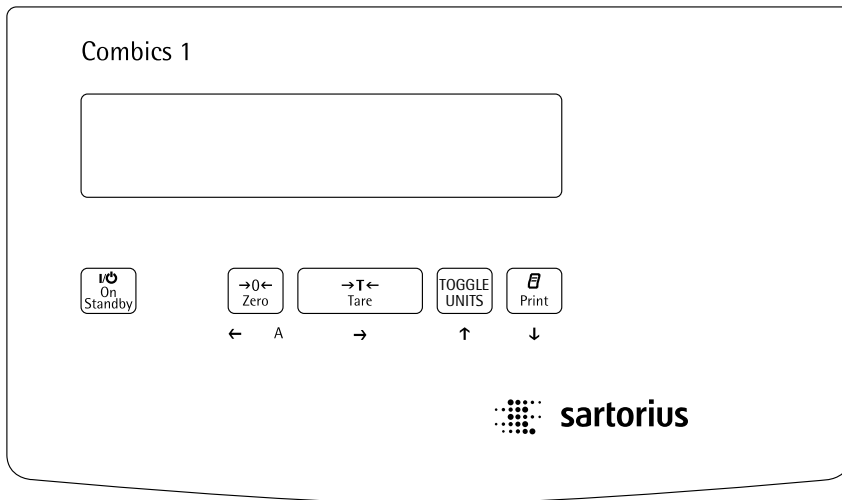 Combics 1
I/⏻
On
Standby
→0←
Zero
→T←
Tare
TOGGLE
UNITS
Print
← A → ↑ ↓
sartorius